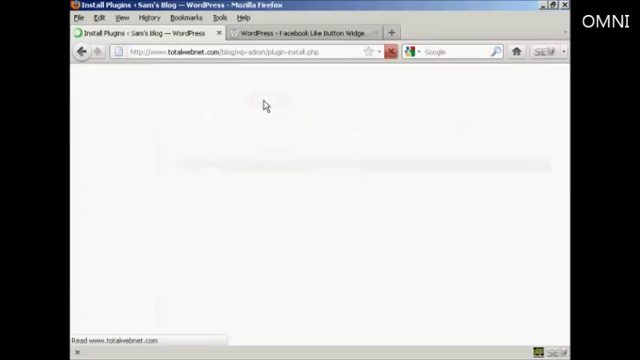 Install Plugins ‹ Sam's Blog — WordPress - Mozilla Firefox
OMNI
File Edit View History Bookmarks Tools Help
Install Plugins ‹ Sam's Blog — WordPress
WordPress › Facebook Like Button Widge...
http://www.totalwebnet.com/blog/wp-admin/plugin-install.php
Google
Read www.totalwebnet.com